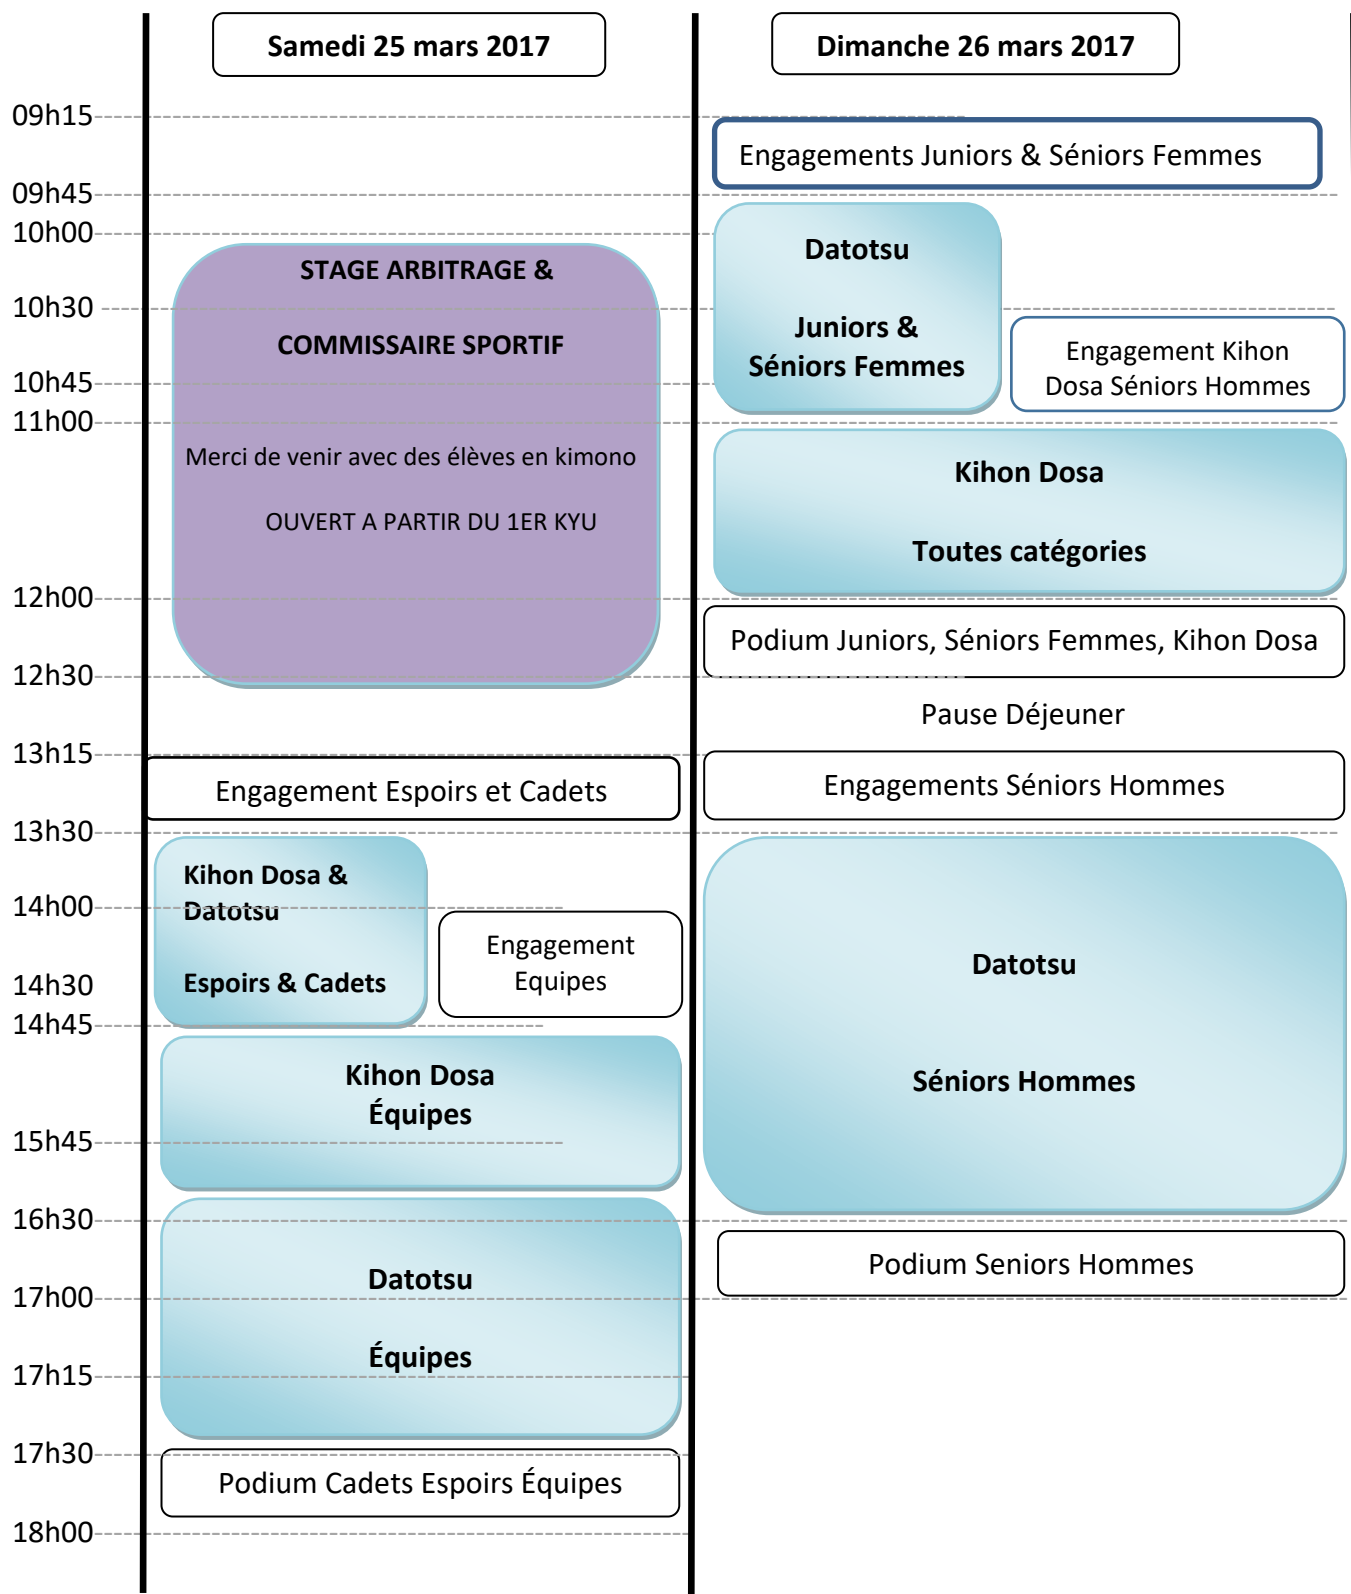 Samedi 25 mars 2017
Dimanche 26 mars 2017
09h15
Engagements Juniors & Séniors Femmes
09h45
10h00
STAGE ARBITRAGE &
COMMISSAIRE SPORTIF
Merci de venir avec des élèves en kimono
OUVERT A PARTIR DU 1ER KYU
Datotsu
Juniors &
Séniors Femmes
10h30
Engagement Kihon
Dosa Séniors Hommes
10h45
11h00
Kihon Dosa
Toutes catégories
12h00
Podium Juniors, Séniors Femmes, Kihon Dosa
12h30
Pause Déjeuner
13h15
Engagement Espoirs et Cadets
Engagements Séniors Hommes
13h30
Kihon Dosa &
Datotsu
Espoirs & Cadets
14h00
Engagement
Equipes
Datotsu
Séniors Hommes
14h30
14h45
Kihon Dosa
Équipes
15h45
16h30
Datotsu
Équipes
Podium Seniors Hommes
17h00
17h15
17h30
Podium Cadets Espoirs Équipes
18h00